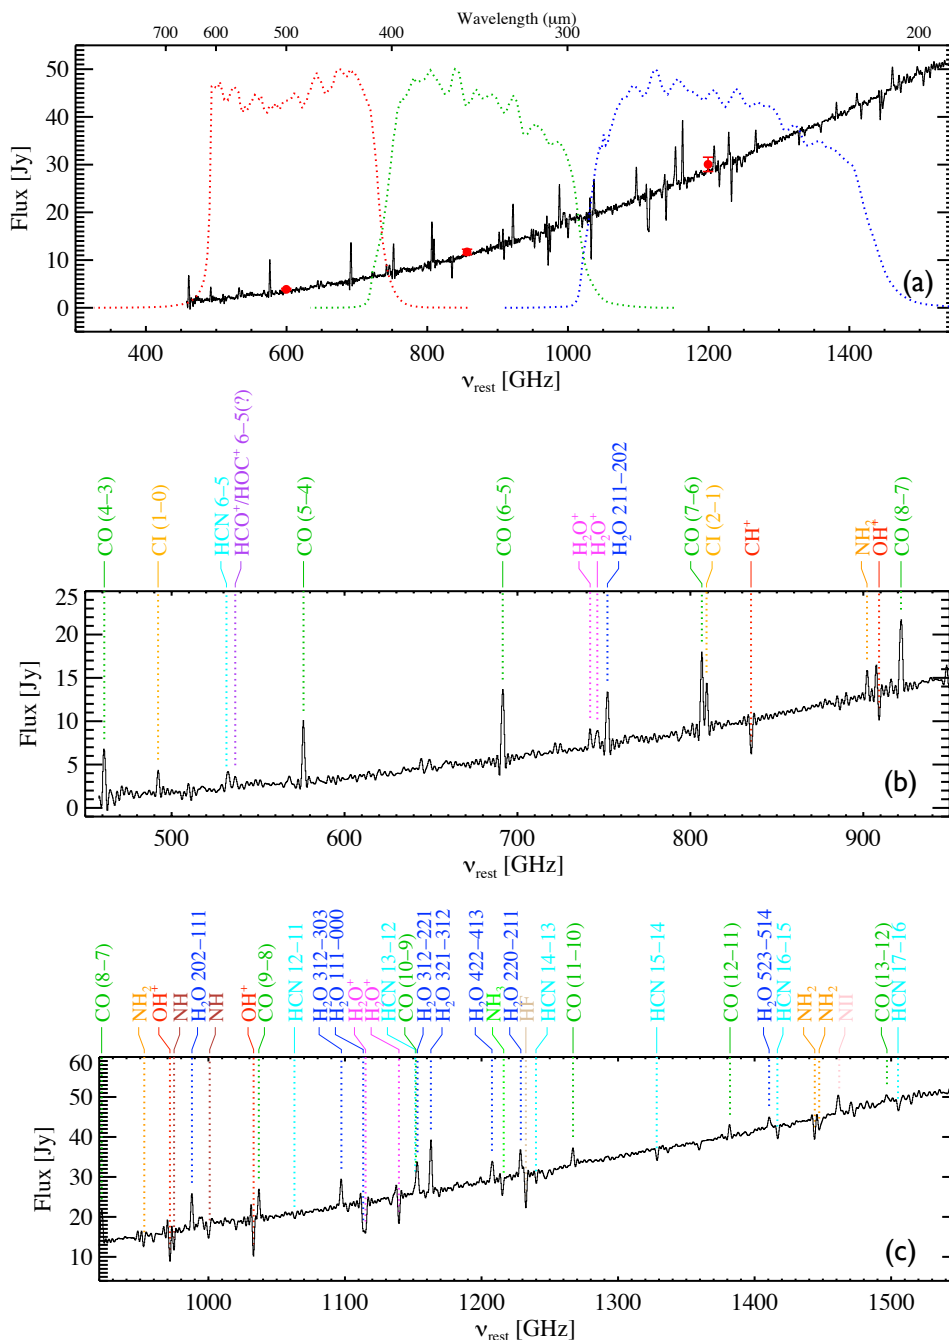 Wavelength (μm)
700 600 500 400 300 200
50
40
30
20
10
0
Flux [Jy]
(a)
400 600 800 1000 1200 1400
ν_rest [GHz]
CO (4−3)
CI (1−0)
HCN 6−5
HCO⁺/HOC⁺ 6−5(?)
CO (5−4)
CO (6−5)
H₂O⁺
H₂O⁺
H₂O 211−202
CO (7−6)
CI (2−1)
CH⁺
NH₂
OH⁺
CO (8−7)
25
20
15
10
5
0
Flux [Jy]
(b)
500 600 700 800 900
ν_rest [GHz]
CO (8−7)
NH₂
OH⁺
NH
H₂O 202−111
NH
OH⁺
CO (9−8)
HCN 12−11
H₂O 312−303
H₂O 111−000
H₂O⁺
H₂O⁺
HCN 13−12
CO (10−9)
H₂O 312−221
H₂O 321−312
H₂O 422−413
NH₃
H₂O 220−211
HF
HCN 14−13
CO (11−10)
HCN 15−14
CO (12−11)
H₂O 523−514
HCN 16−15
NH₂
NH₂
NH
CO (13−12)
HCN 17−16
60
50
40
30
20
10
Flux [Jy]
(c)
1000 1100 1200 1300 1400 1500
ν_rest [GHz]